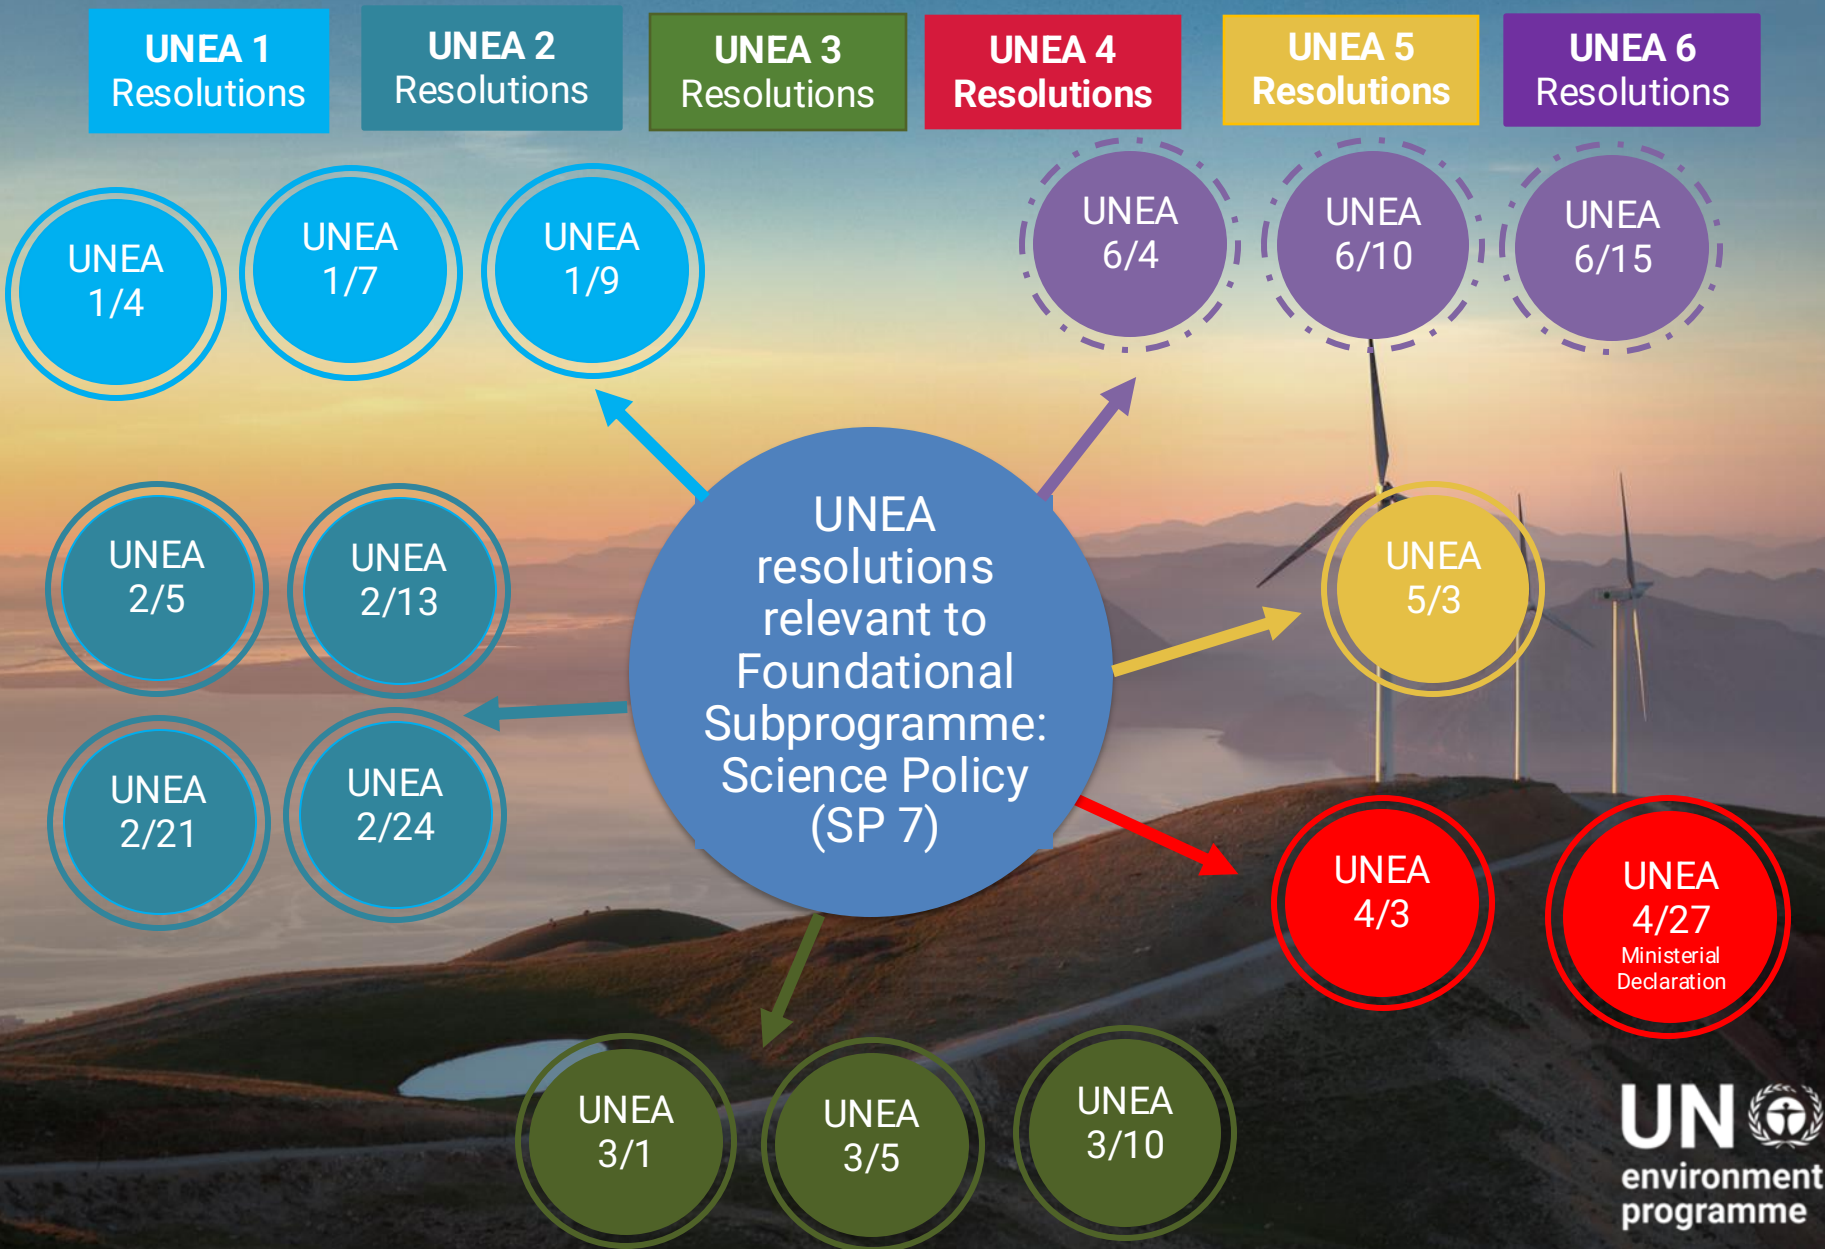 UNEA 1
Resolutions
UNEA 2
Resolutions
UNEA 3
Resolutions
UNEA 4
Resolutions
UNEA 5
Resolutions
UNEA 6
Resolutions
UNEA
1/4
UNEA
1/7
UNEA
1/9
UNEA
6/4
UNEA
6/10
UNEA
6/15
UNEA
2/5
UNEA
2/13
UNEA
2/21
UNEA
2/24
UNEA
resolutions
relevant to
Foundational
Subprogramme:
Science Policy
(SP 7)
UNEA
5/3
UNEA
4/3
UNEA
4/27
Ministerial
Declaration
UNEA
3/1
UNEA
3/5
UNEA
3/10
UN
environment
programme